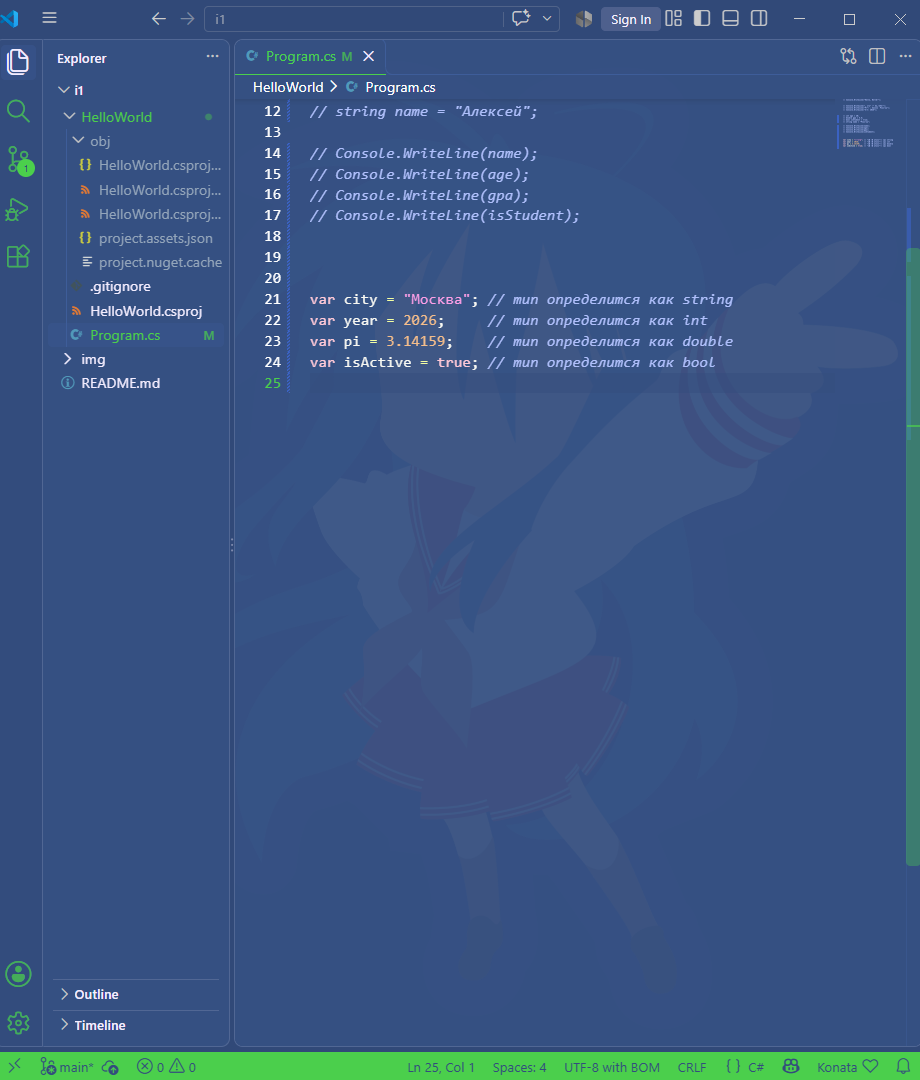 i1
Sign In
Explorer
Program.cs M
i1
HelloWorld > Program.cs
HelloWorld
obj
HelloWorld.csproj...
HelloWorld.csproj...
HelloWorld.csproj...
project.assets.json
project.nuget.cache
.gitignore
HelloWorld.csproj
Program.cs M
img
README.md
12 // string name = "Алексей";
13
14 // Console.WriteLine(name);
15 // Console.WriteLine(age);
16 // Console.WriteLine(gpa);
17 // Console.WriteLine(isStudent);
18
19
20
21 var city = "Москва"; // тип определится как string
22 var year = 2026; // тип определится как int
23 var pi = 3.14159; // тип определится как double
24 var isActive = true; // тип определится как bool
25
1
Outline
Timeline
main* 0 0 Ln 25, Col 1 Spaces: 4 UTF-8 with BOM CRLF {} C# Konata